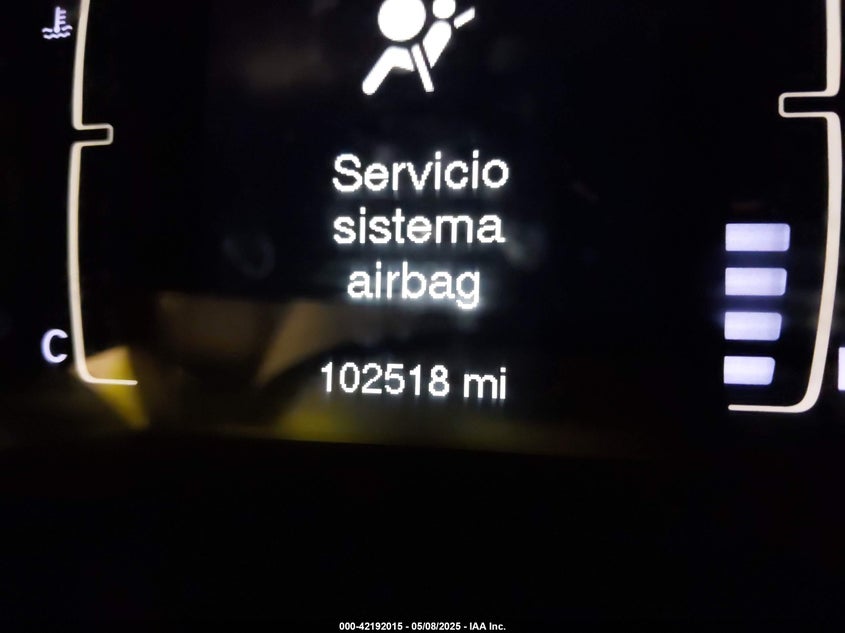 Servicio
sistema
airbag
C
102518 mi
000-42192015 - 05/08/2025 - IAA Inc.